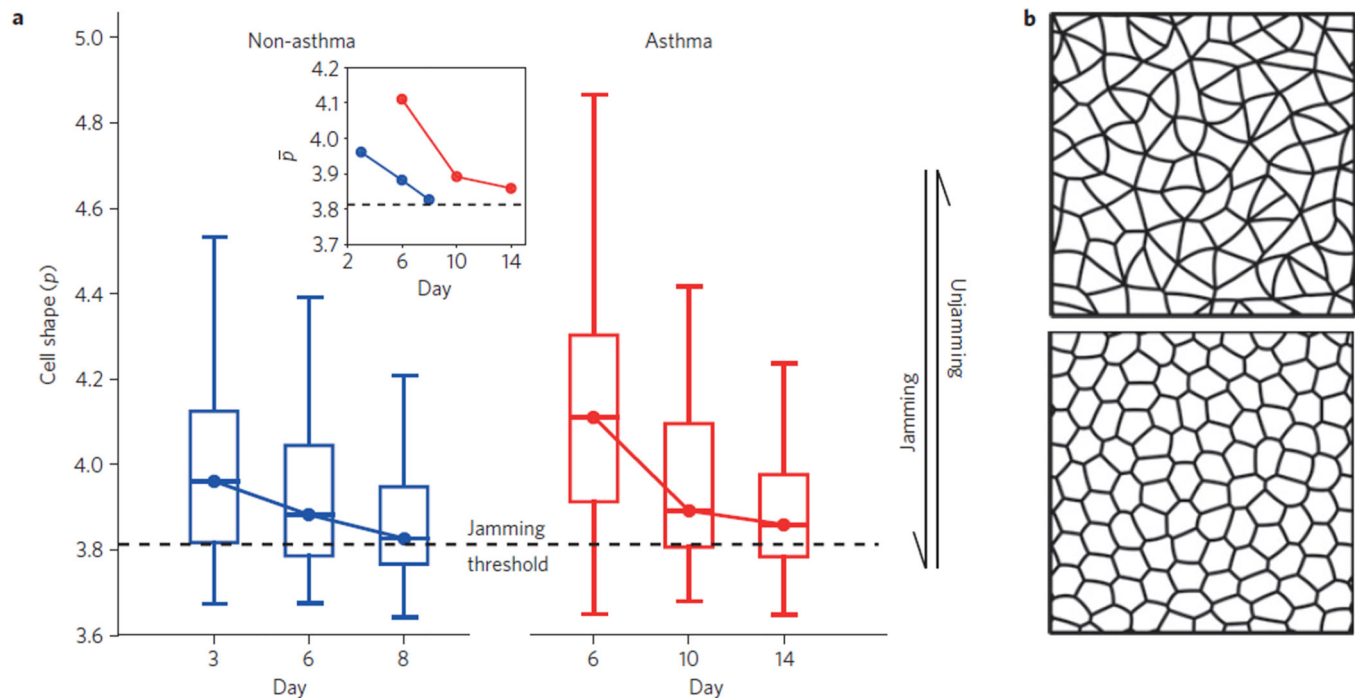 a
b
Non-asthma
Asthma
5.0
4.8
4.6
4.4
4.2
4.0
3.8
3.6
Cell shape (p)
4.2
4.1
4.0
3.9
3.8
3.7
p̄
2 6 10 14
Day
Jamming
threshold
Jamming
Unjamming
3 6 8
Day
6 10 14
Day